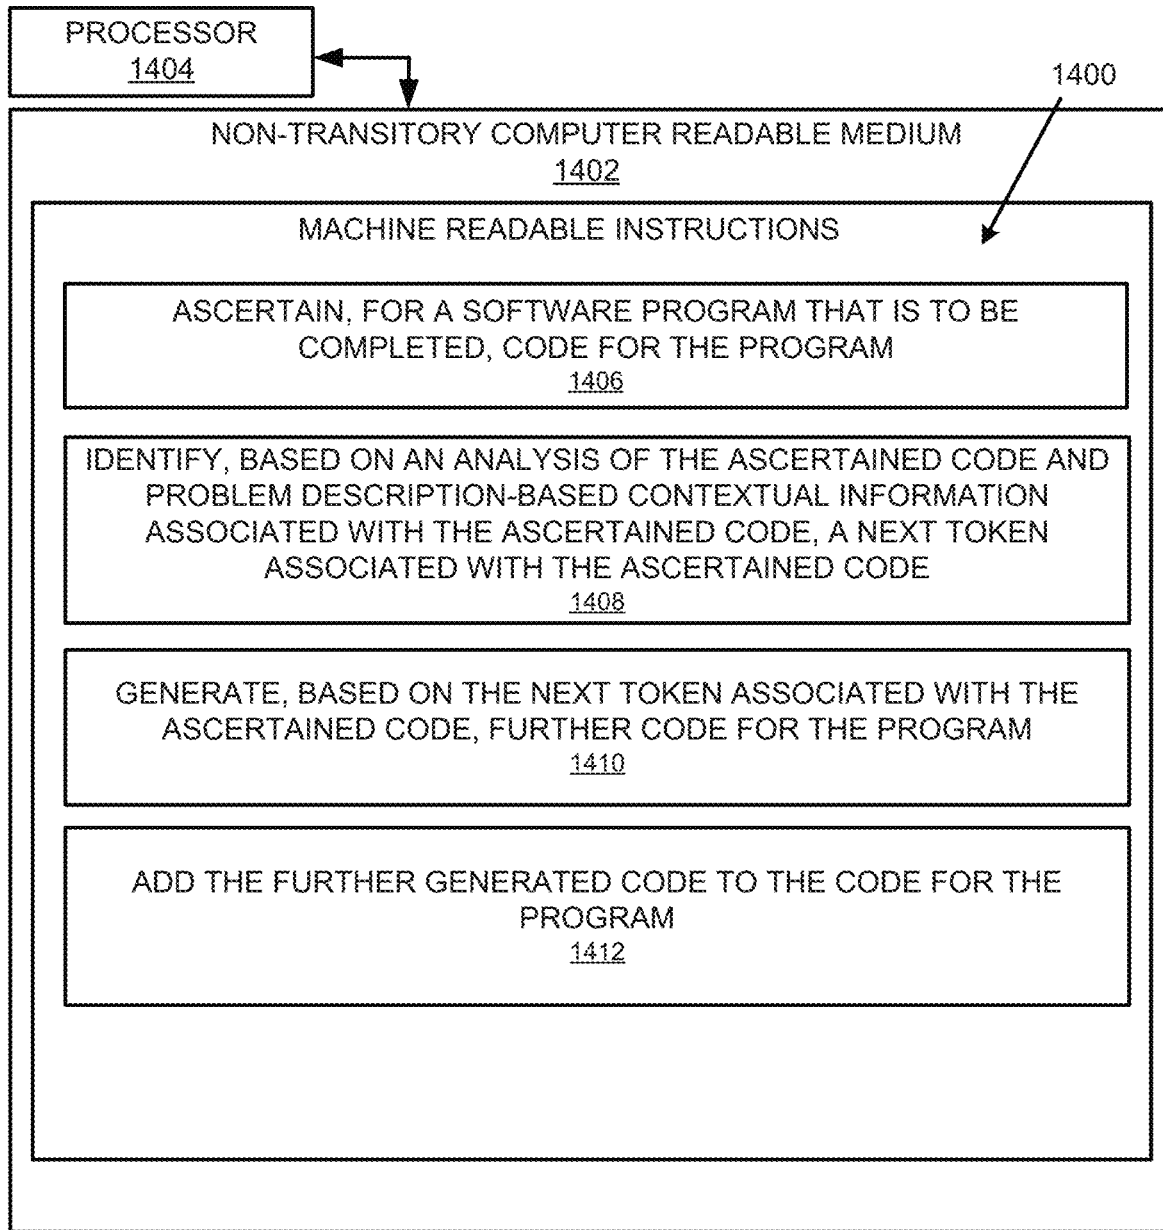 PROCESSOR
1404
1400
NON-TRANSITORY COMPUTER READABLE MEDIUM
1402
MACHINE READABLE INSTRUCTIONS
ASCERTAIN, FOR A SOFTWARE PROGRAM THAT IS TO BE
COMPLETED, CODE FOR THE PROGRAM
1406
IDENTIFY, BASED ON AN ANALYSIS OF THE ASCERTAINED CODE AND
PROBLEM DESCRIPTION-BASED CONTEXTUAL INFORMATION
ASSOCIATED WITH THE ASCERTAINED CODE, A NEXT TOKEN
ASSOCIATED WITH THE ASCERTAINED CODE
1408
GENERATE, BASED ON THE NEXT TOKEN ASSOCIATED WITH THE
ASCERTAINED CODE, FURTHER CODE FOR THE PROGRAM
1410
ADD THE FURTHER GENERATED CODE TO THE CODE FOR THE
PROGRAM
1412